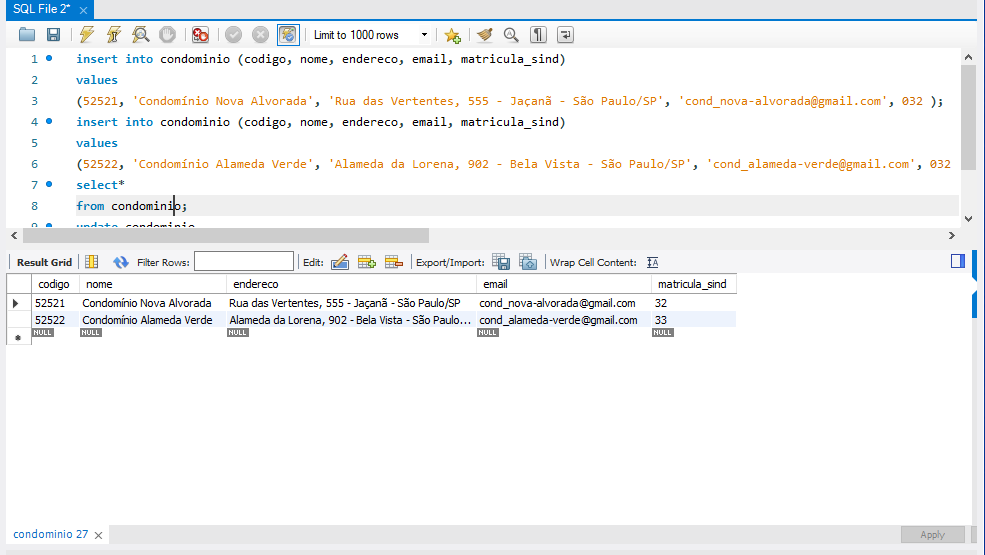 SQL File 2*
Limit to 1000 rows
1 insert into condominio (codigo, nome, endereco, email, matricula_sind)
2 values
3 (52521, 'Condomínio Nova Alvorada', 'Rua das Vertentes, 555 - Jaçanã - São Paulo/SP', 'cond_nova-alvorada@gmail.com', 032 );
4 insert into condominio (codigo, nome, endereco, email, matricula_sind)
5 values
6 (52522, 'Condomínio Alameda Verde', 'Alameda da Lorena, 902 - Bela Vista - São Paulo/SP', 'cond_alameda-verde@gmail.com', 032
7 select*
8 from condominio;
9 update condominio
Result Grid Filter Rows: Edit: Export/Import: Wrap Cell Content:
codigo nome endereco email matricula_sind
52521 Condomínio Nova Alvorada Rua das Vertentes, 555 - Jaçanã - São Paulo/SP cond_nova-alvorada@gmail.com 32
52522 Condomínio Alameda Verde Alameda da Lorena, 902 - Bela Vista - São Paulo... cond_alameda-verde@gmail.com 33
NULL NULL NULL NULL NULL
condominio 27
Apply